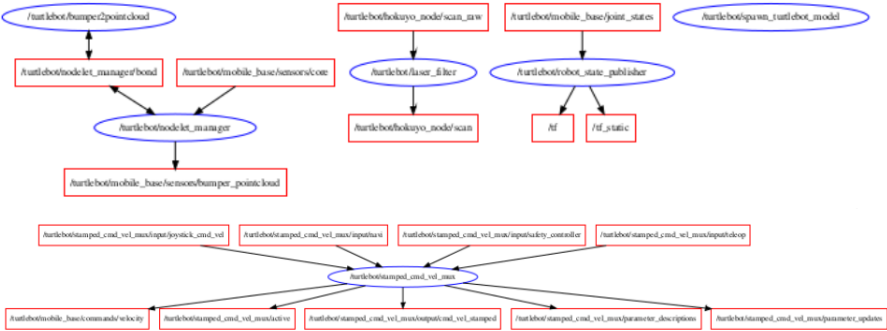 /turtlebot/bumper2pointcloud
/turtlebot/hokuyo_node/scan_raw
/turtlebot/mobile_base/joint_states
/turtlebot/spawn_turtlebot_model
/turtlebot/nodelet_manager/bond
/turtlebot/mobile_base/sensors/core
/turtlebot/laser_filter
/turtlebot/robot_state_publisher
/turtlebot/nodelet_manager
/turtlebot/hokuyo_node/scan
/tf
/tf_static
/turtlebot/mobile_base/sensors/bumper_pointcloud
/turtlebot/stamped_cmd_vel_mux/input/joystick_cmd_vel
/turtlebot/stamped_cmd_vel_mux/input/navi
/turtlebot/stamped_cmd_vel_mux/input/safety_controller
/turtlebot/stamped_cmd_vel_mux/input/teleop
/turtlebot/stamped_cmd_vel_mux
/turtlebot/mobile_base/commands/velocity
/turtlebot/stamped_cmd_vel_mux/active
/turtlebot/stamped_cmd_vel_mux/output/cmd_vel_stamped
/turtlebot/stamped_cmd_vel_mux/parameter_descriptions
/turtlebot/stamped_cmd_vel_mux/parameter_updates